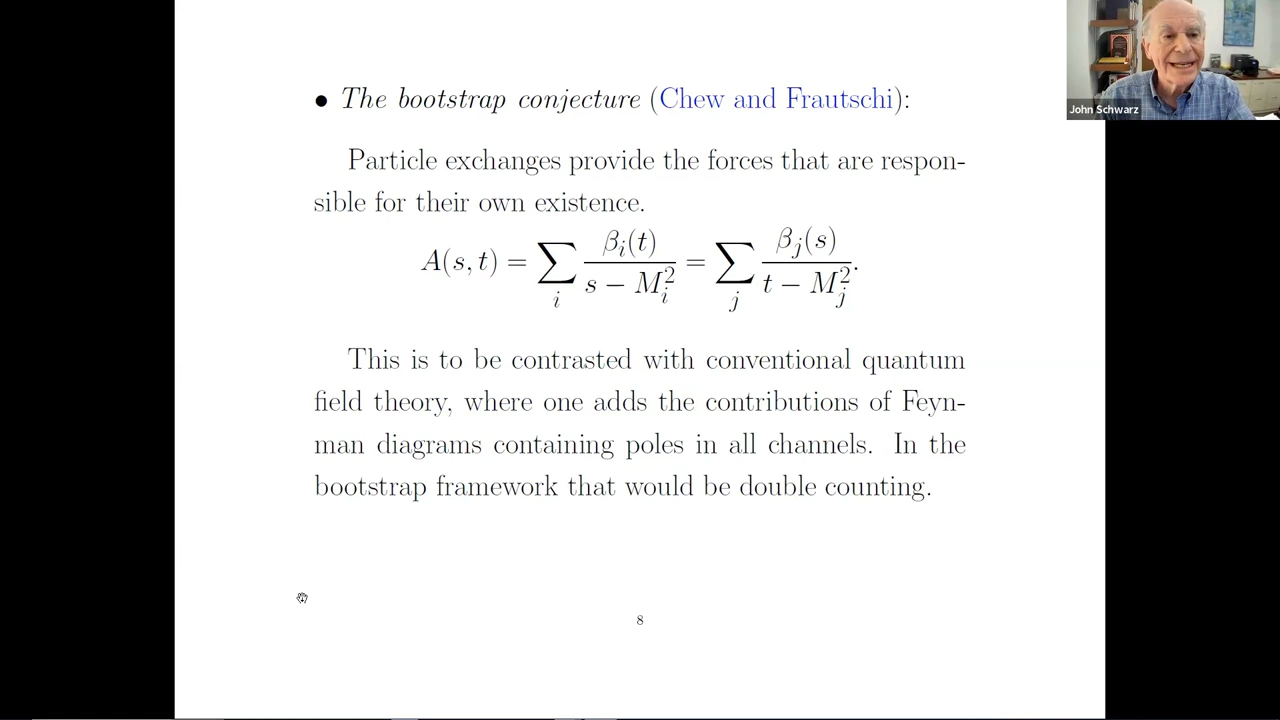 • The bootstrap conjecture (Chew and Frautschi):
Particle exchanges provide the forces that are respon-
sible for their own existence.
A(s, t) = ∑_i β_i(t) / (s − M_i^2) = ∑_j β_j(s) / (t − M_j^2).
This is to be contrasted with conventional quantum
field theory, where one adds the contributions of Feyn-
man diagrams containing poles in all channels. In the
bootstrap framework that would be double counting.
8
John Schwarz